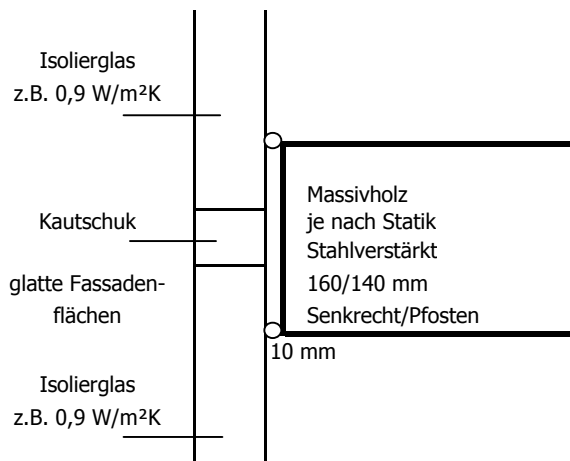 Isolierglas
z.B. 0,9 W/m²K
Kautschuk
glatte Fassaden-
flächen
Isolierglas
z.B. 0,9 W/m²K
Massivholz
je nach Statik
Stahlverstärkt
160/140 mm
Senkrecht/Pfosten
10 mm